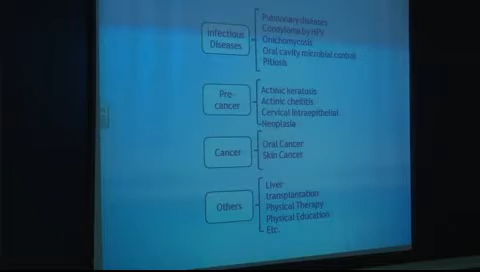 Infectious
Diseases
Pulmonary diseases
Condyloma by HPV
Onichomycosis
Oral cavity microbial control
Pitiosis
Pre-
cancer
Actinic keratosis
Actinic cheilitis
Cervical Intraepithelial
Neoplasia
Cancer
Oral Cancer
Skin Cancer
Others
Liver
transplantation
Physical Therapy
Physical Education
Etc.